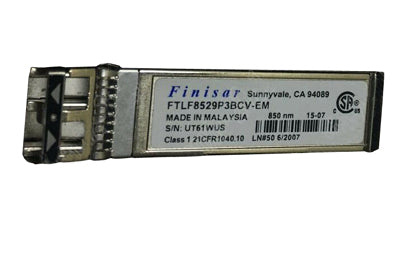 Finisar Sunnyvale, CA 94089
FTLF8529P3BCV-EM
MADE IN MALAYSIA 850 nm 15-07
S/N: UT61WUS
Class 1 21CFR1040.10 LN#50 6/2007